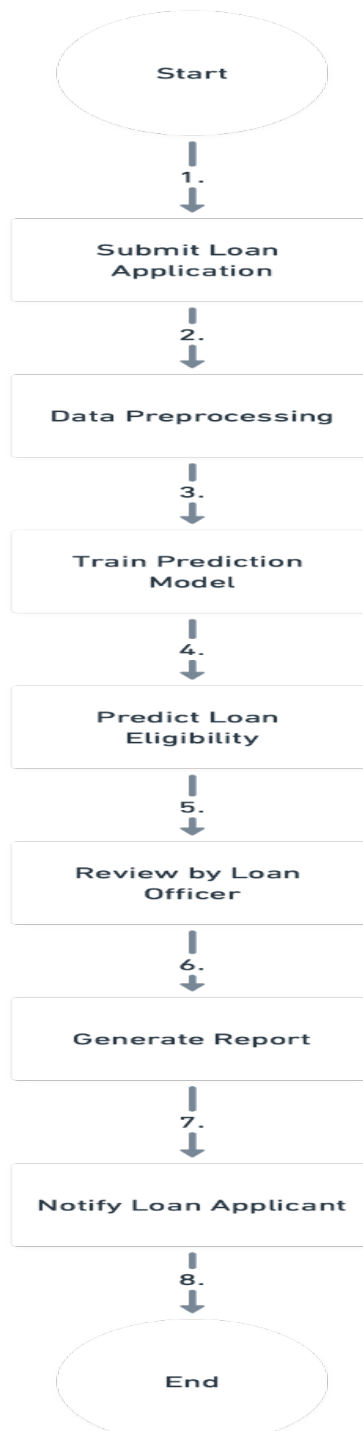 Start
1.
Submit Loan
Application
2.
Data Preprocessing
3.
Train Prediction
Model
4.
Predict Loan
Eligibility
5.
Review by Loan
Officer
6.
Generate Report
7.
Notify Loan Applicant
8.
End